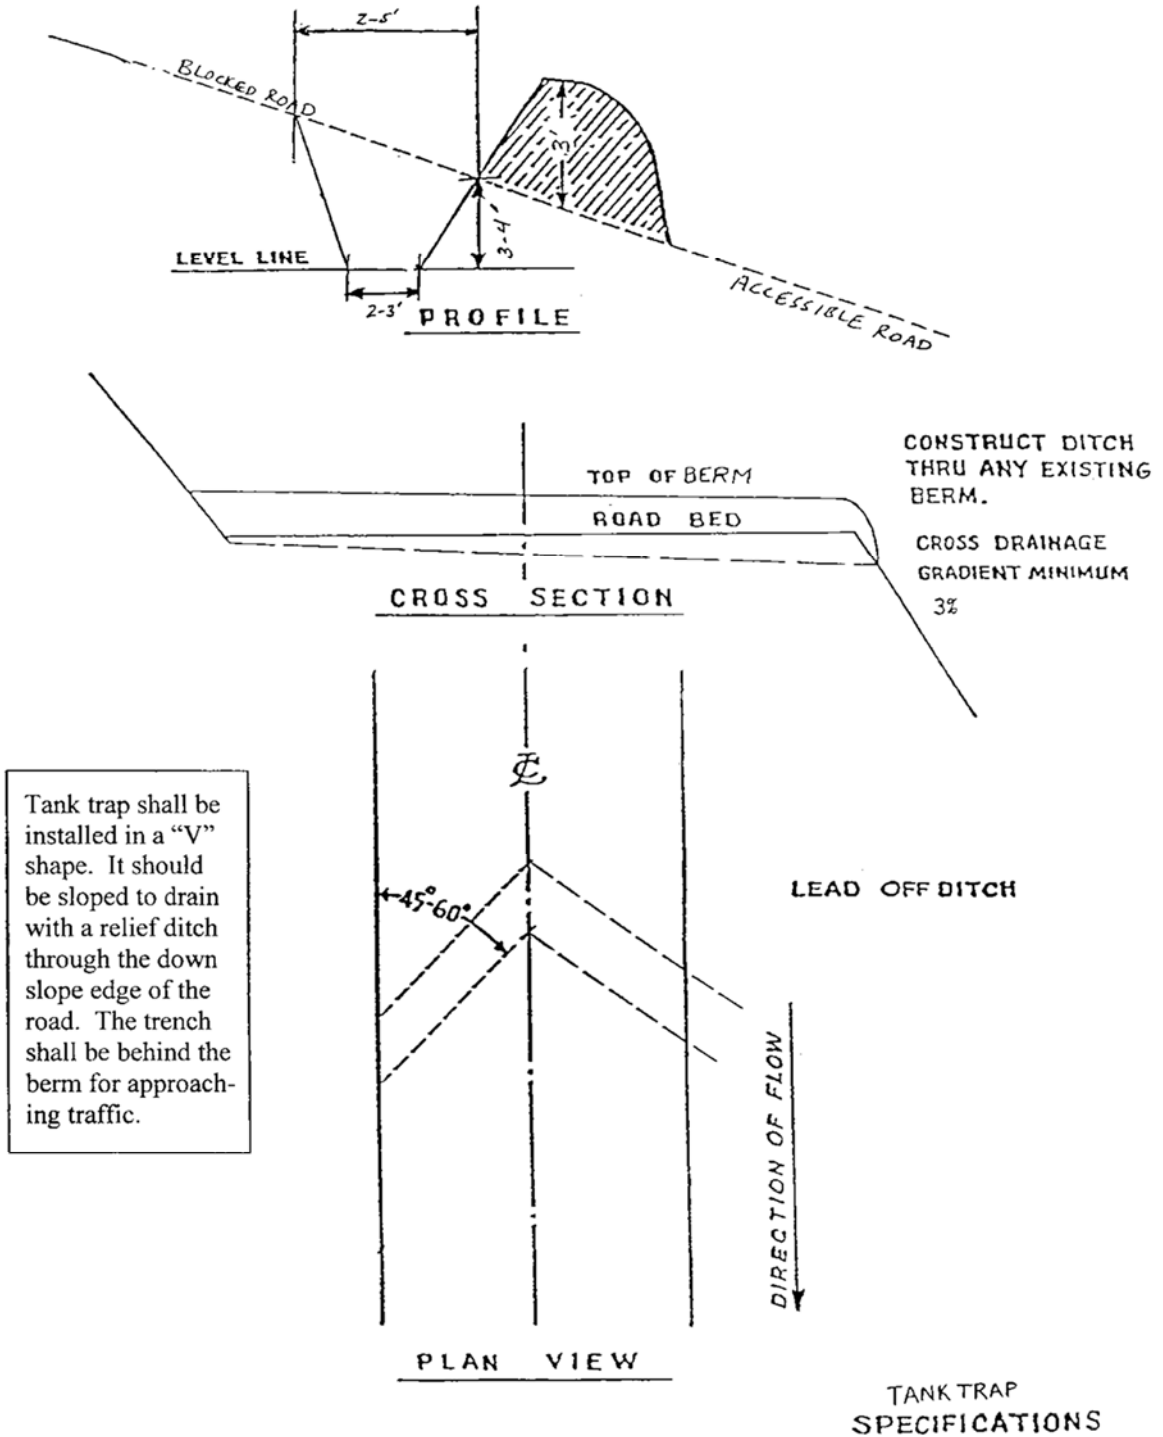 2-5'
BLOCKED ROAD
3'
3-4'
LEVEL LINE
2-3'
PROFILE
ACCESSIBLE ROAD
CONSTRUCT DITCH
THRU ANY EXISTING
BERM.
TOP OF BERM
ROAD BED
CROSS DRAINAGE
GRADIENT MINIMUM
3%
CROSS SECTION
℄
Tank trap shall be
installed in a “V”
shape. It should
be sloped to drain
with a relief ditch
through the down
slope edge of the
road. The trench
shall be behind the
berm for approach-
ing traffic.
45°-60°
LEAD OFF DITCH
DIRECTION OF FLOW
PLAN VIEW
TANK TRAP
SPECIFICATIONS